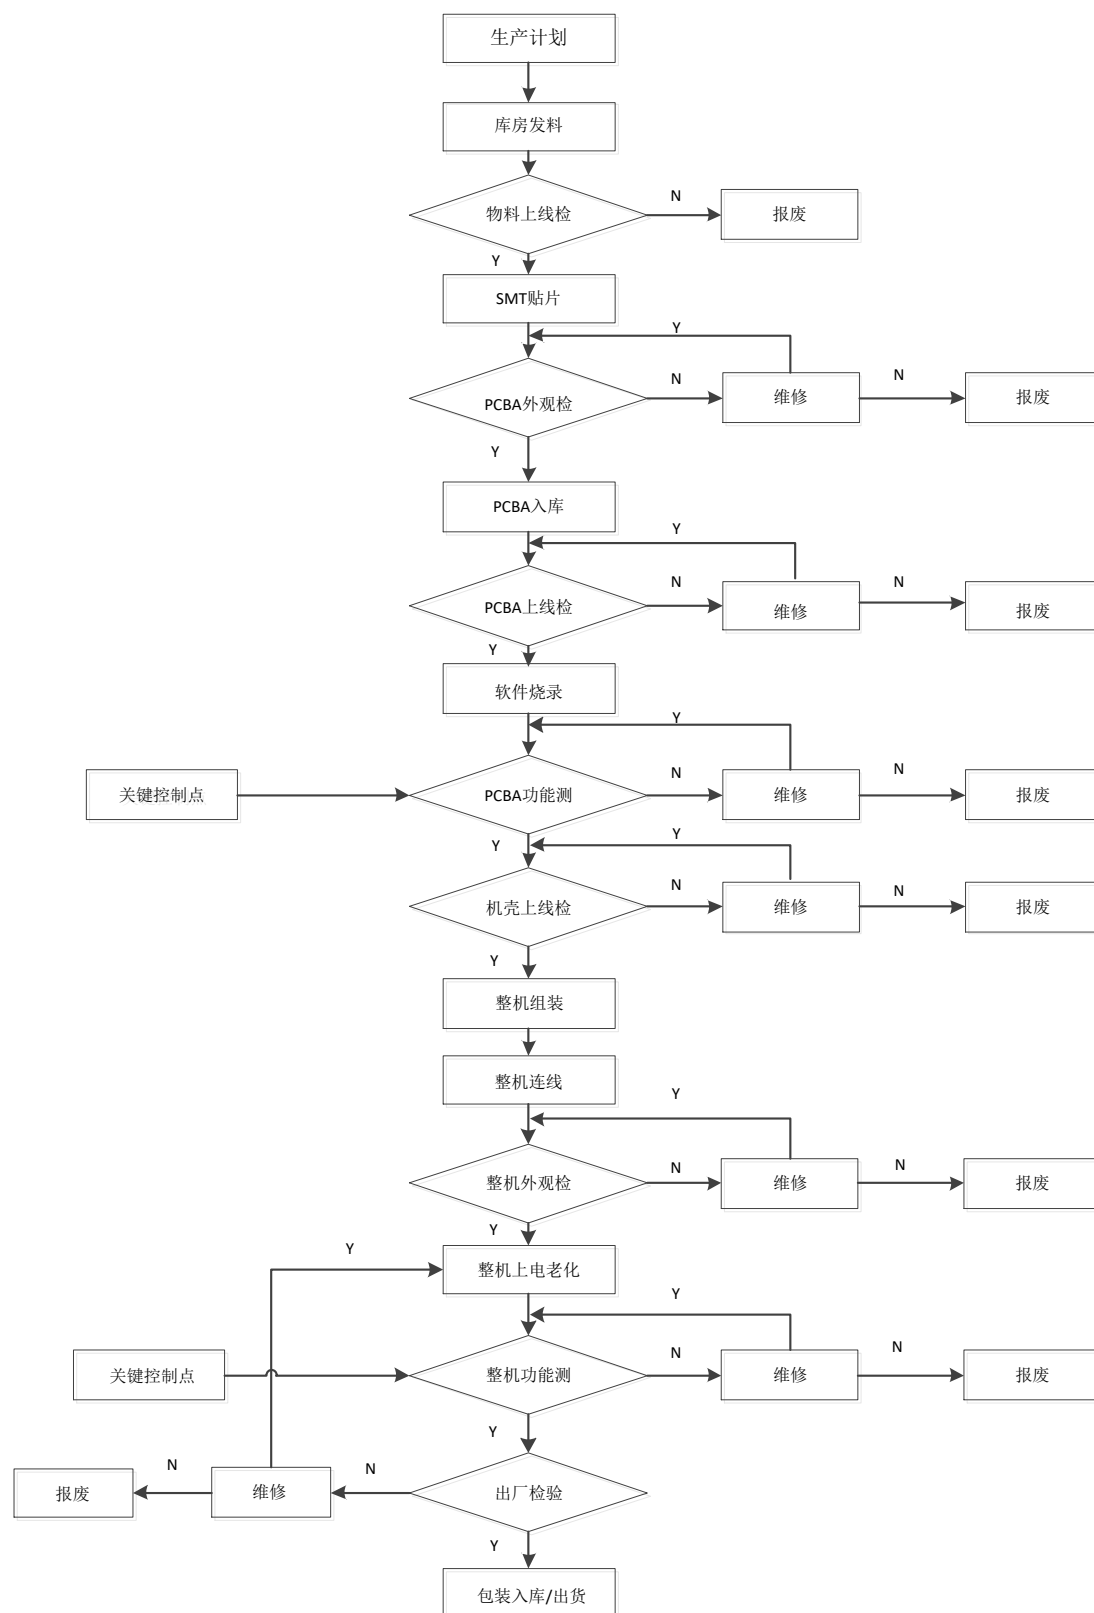 生产计划
库房发料
物料上线检
N
报废
Y
SMT贴片
Y
PCBA外观检
N
维修
N
报废
Y
PCBA入库
Y
PCBA上线检
N
维修
N
报废
Y
软件烧录
Y
关键控制点
PCBA功能测
N
维修
N
报废
Y
Y
机壳上线检
N
维修
N
报废
Y
整机组装
整机连线
Y
整机外观检
N
维修
N
报废
Y
Y
整机上电老化
Y
关键控制点
整机功能测
N
维修
N
报废
Y
报废
N
维修
N
出厂检验
Y
包装入库/出货